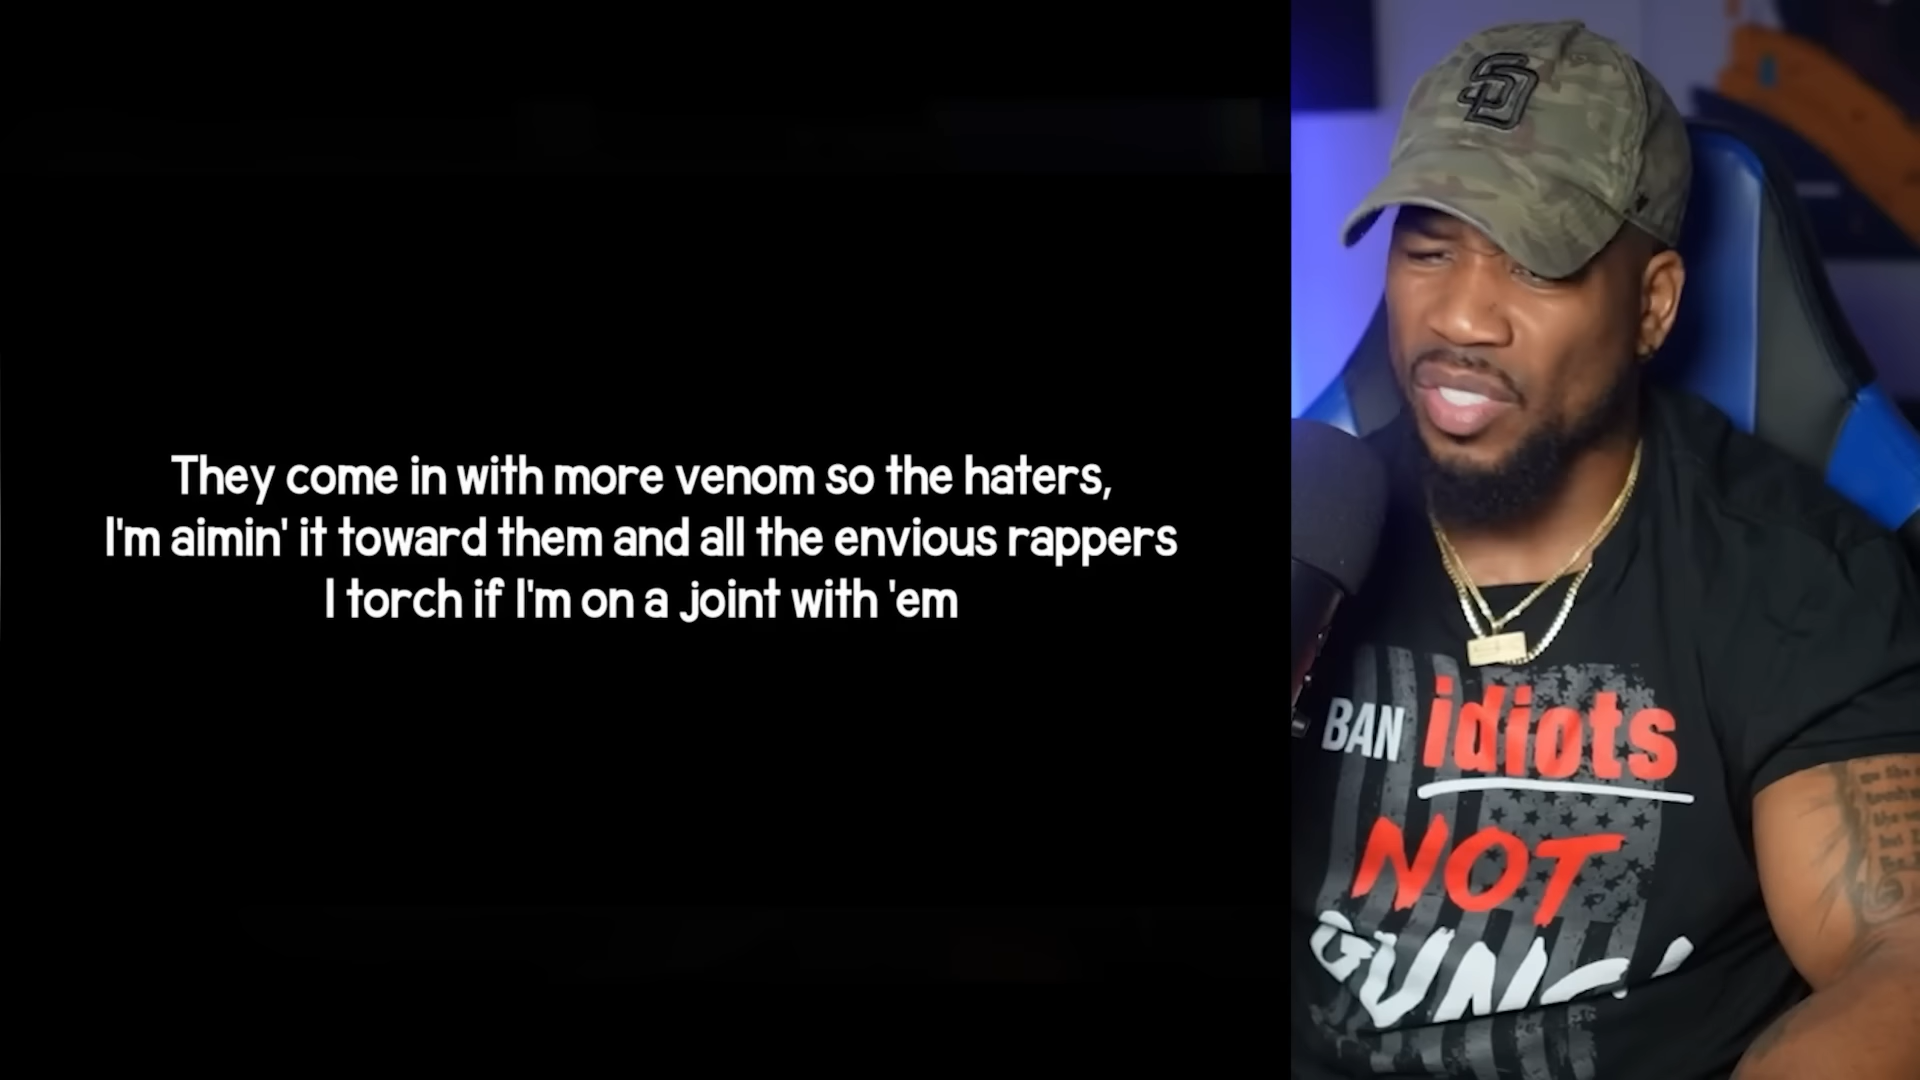 They come in with more venom so the haters,
I'm aimin' it toward them and all the envious rappers
I torch if I'm on a joint with 'em
SD
BAN idiots
NOT
GUNS!